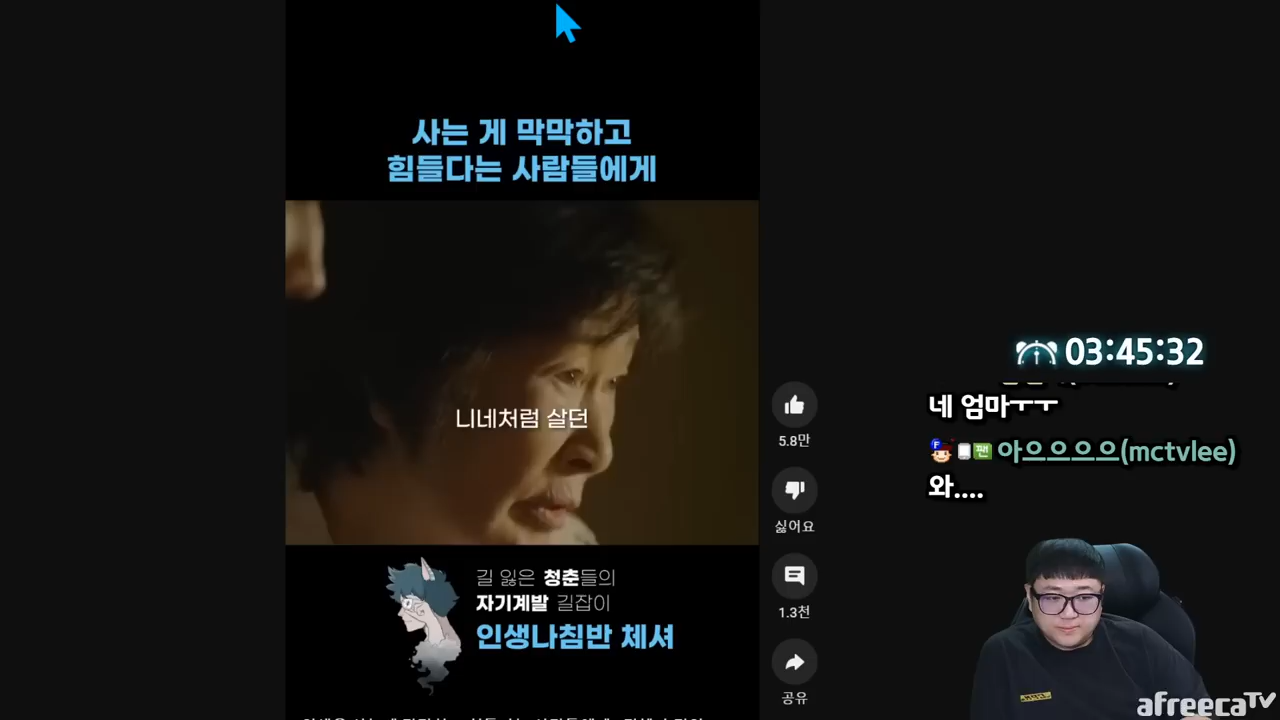 사는 게 막막하고
힘들다는 사람들에게
니네처럼 살던
길 잃은 청춘들의
자기계발 길잡이
인생나침반 체셔
5.8만
싫어요
1.3천
공유
03:45:32
네 엄마ㅜㅜ
F 팬 아으으으으(mctvlee)
와....
afreecaTV